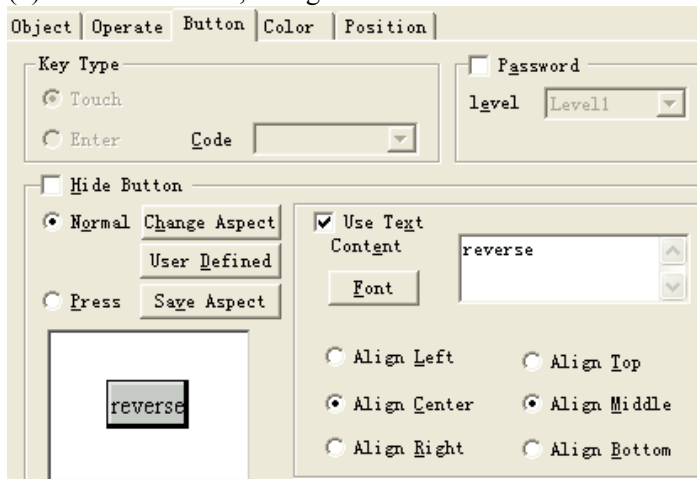 Object Operate Button Color Position
Key Type
Password
Touch
level Level1
Enter Code
Hide Button
Normal Change Aspect
Use Text
Content reverse
User Defined
Font
Press Save Aspect
Align Left Align Top
reverse
Align Center Align Middle
Align Right Align Bottom